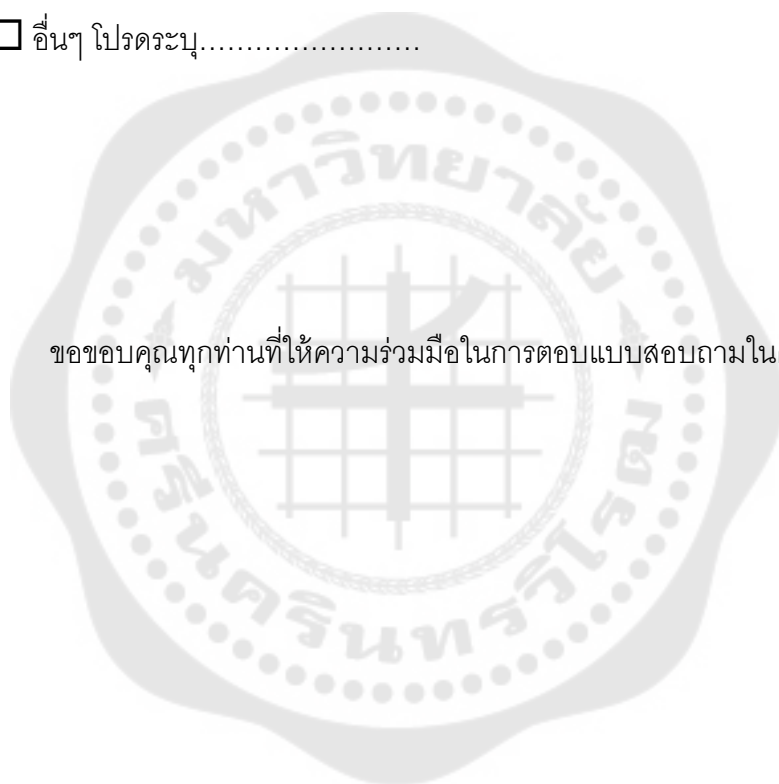 ☐ อื่นๆ โปรดระบุ........................
มหาวิทยาลัย
ขอขอบคุณทุกท่านที่ให้ความร่วมมือในการตอบแบบสอบถามใน
ศรีนครินทรวิโรฒ